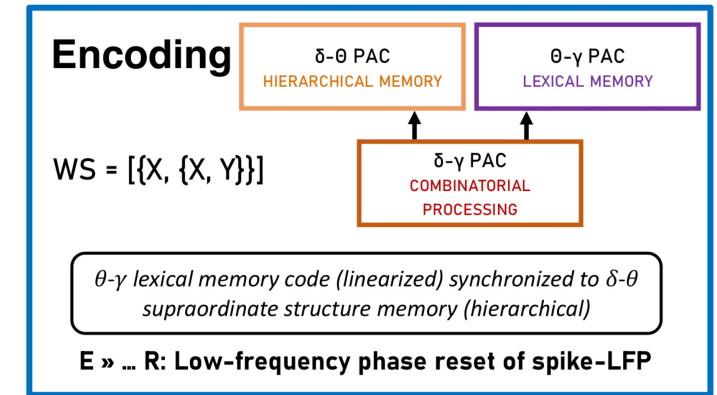 Encoding
δ-θ PAC
HIERARCHICAL MEMORY
θ-γ PAC
LEXICAL MEMORY
WS = [{X, {X, Y}}]
δ-γ PAC
COMBINATORIAL
PROCESSING
θ-γ lexical memory code (linearized) synchronized to δ-θ
supraordinate structure memory (hierarchical)
E » ... R: Low-frequency phase reset of spike-LFP